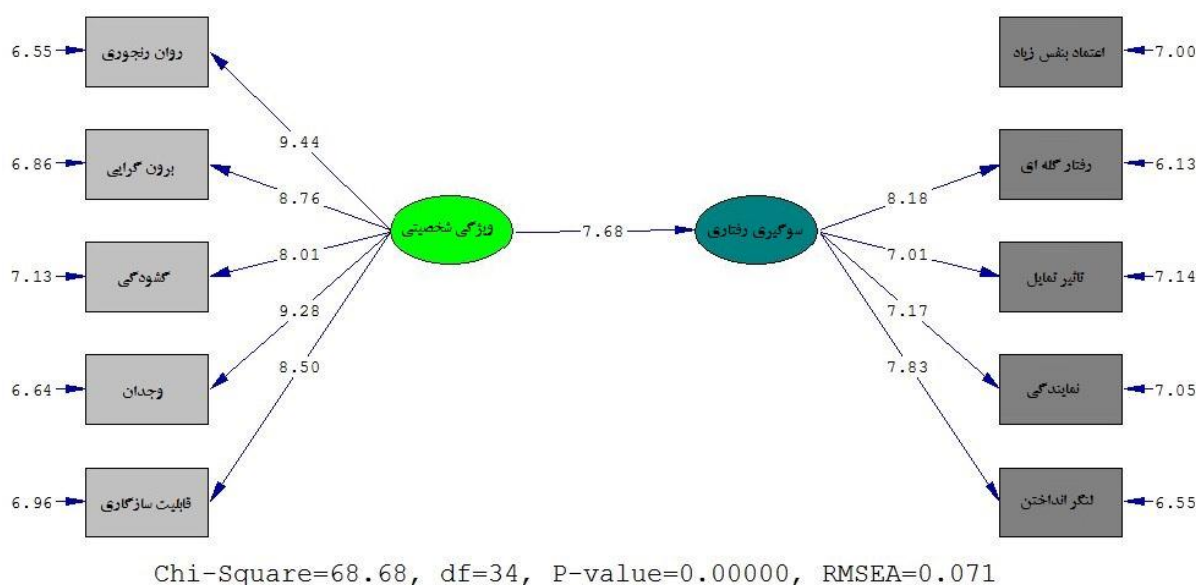 6.55
روان رنجوری
9.44
6.86
برون گرایی
8.76
7.13
گشودگی
8.01
6.64
وجدان
9.28
6.96
قابلیت سازگاری
8.50
ویژگی شخصیتی
7.68
سوگیری رفتاری
اعتماد بنفس زیاد
7.00
8.18
رفتار گله ای
6.13
7.01
تاثیر تمایل
7.14
7.17
نمایندگی
7.05
7.83
لنگر انداختن
6.55
Chi-Square=68.68, df=34, P-value=0.00000, RMSEA=0.071